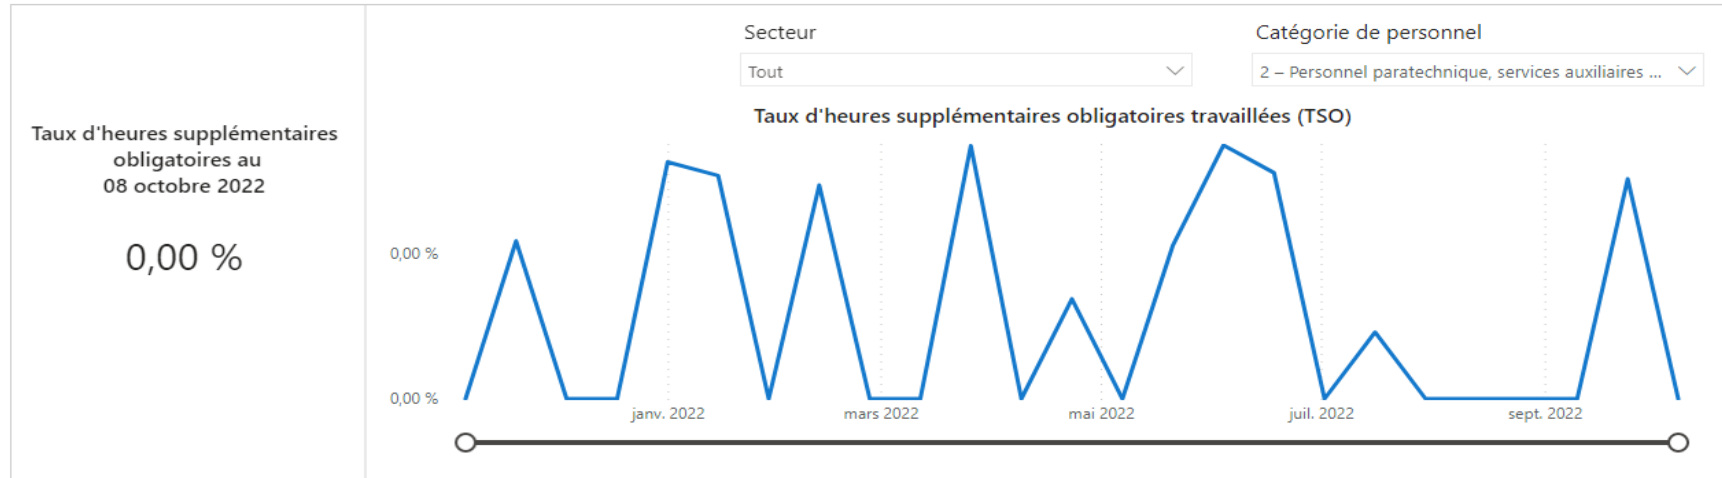 Taux d'heures supplémentaires
obligatoires au
08 octobre 2022
0,00 %
Secteur
Tout
Catégorie de personnel
2 – Personnel paratechnique, services auxiliaires ...
Taux d'heures supplémentaires obligatoires travaillées (TSO)
0,00 %
0,00 %
janv. 2022
mars 2022
mai 2022
juil. 2022
sept. 2022